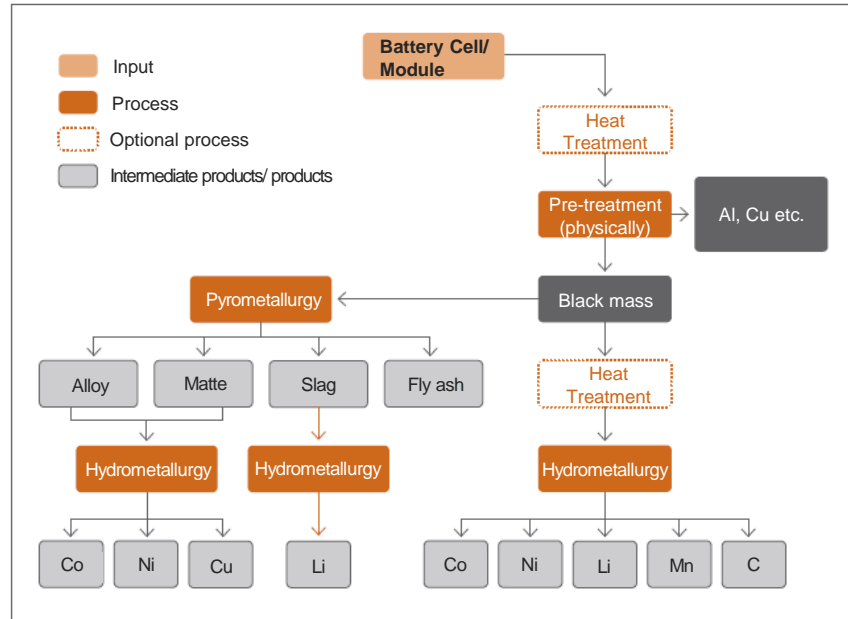 Battery Cell/
Module
Input
Process
Optional process
Intermediate products/ products
Heat
Treatment
Pre-treatment
(physically)
Al, Cu etc.
Pyrometallurgy
Black mass
Alloy
Matte
Slag
Fly ash
Heat
Treatment
Hydrometallurgy
Hydrometallurgy
Hydrometallurgy
Co
Ni
Cu
Li
Co
Ni
Li
Mn
C